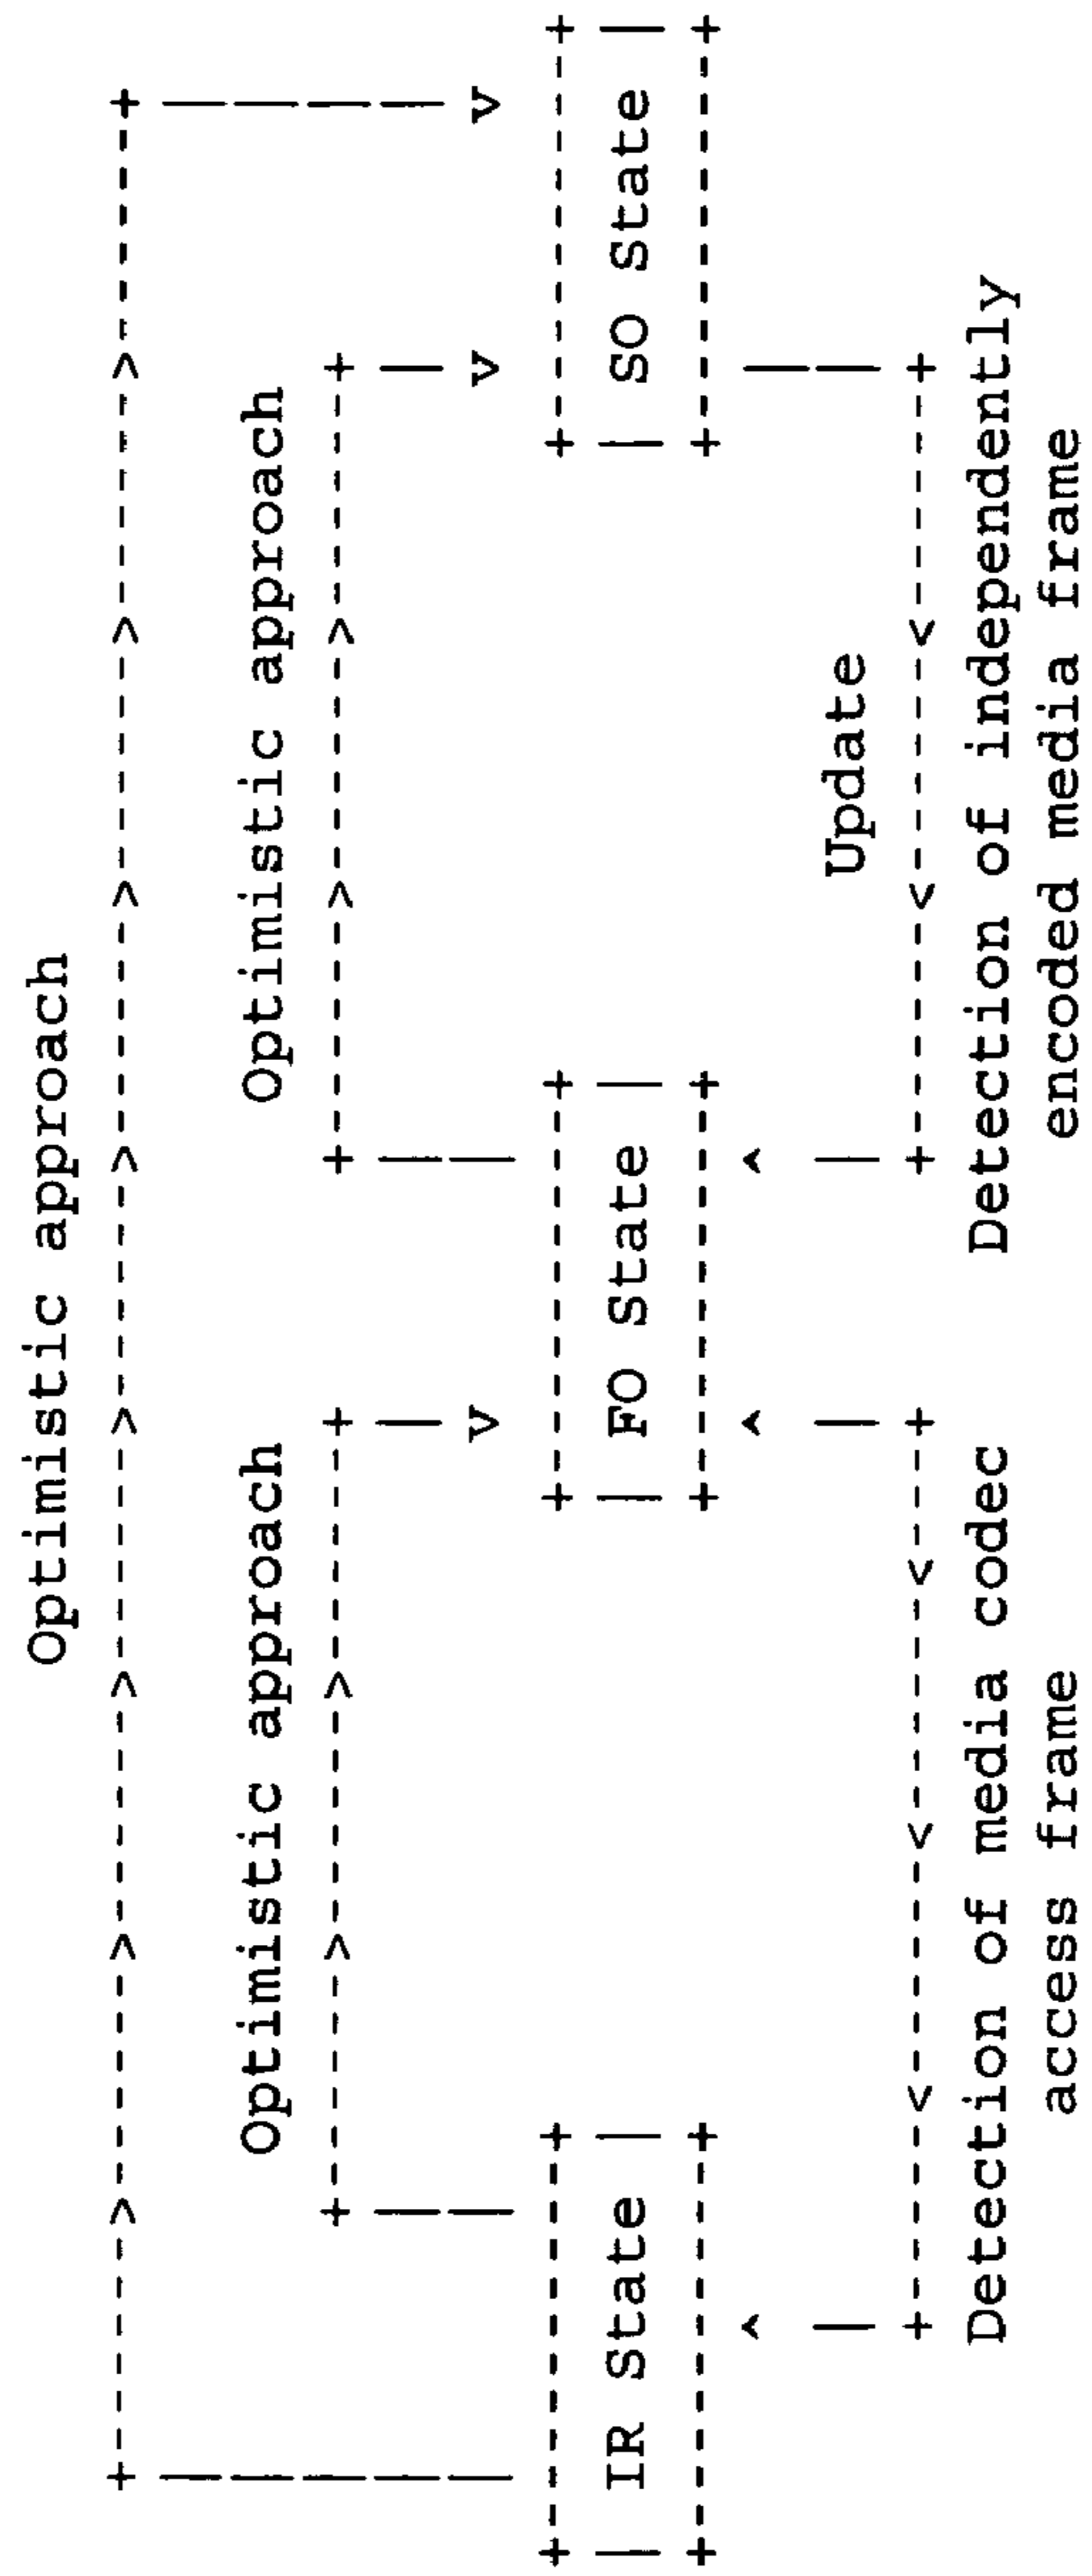 Optimistic approach
+---->---->---->---->---->---->---->---->---->----+
Optimistic approach Optimistic approach
+---->---->----+ +---->---->----+
IR State FO State SO State
Update
Detection of media codec Detection of independently
access frame encoded media frame